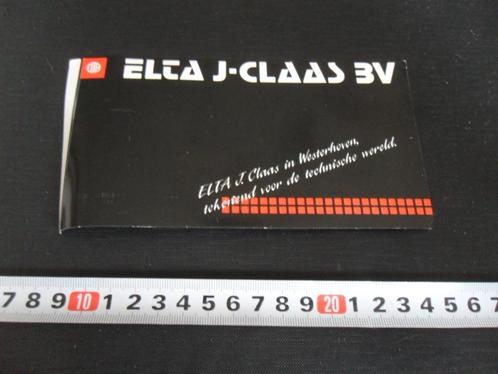 ELTA J-CLAAS BV
ELTA J. Claas in Westerhoven,
tekenend voor de technische wereld.
7 8 9 10 1 2 3 4 5 6 7 8 9 20 1 2 3 4 5 6 7